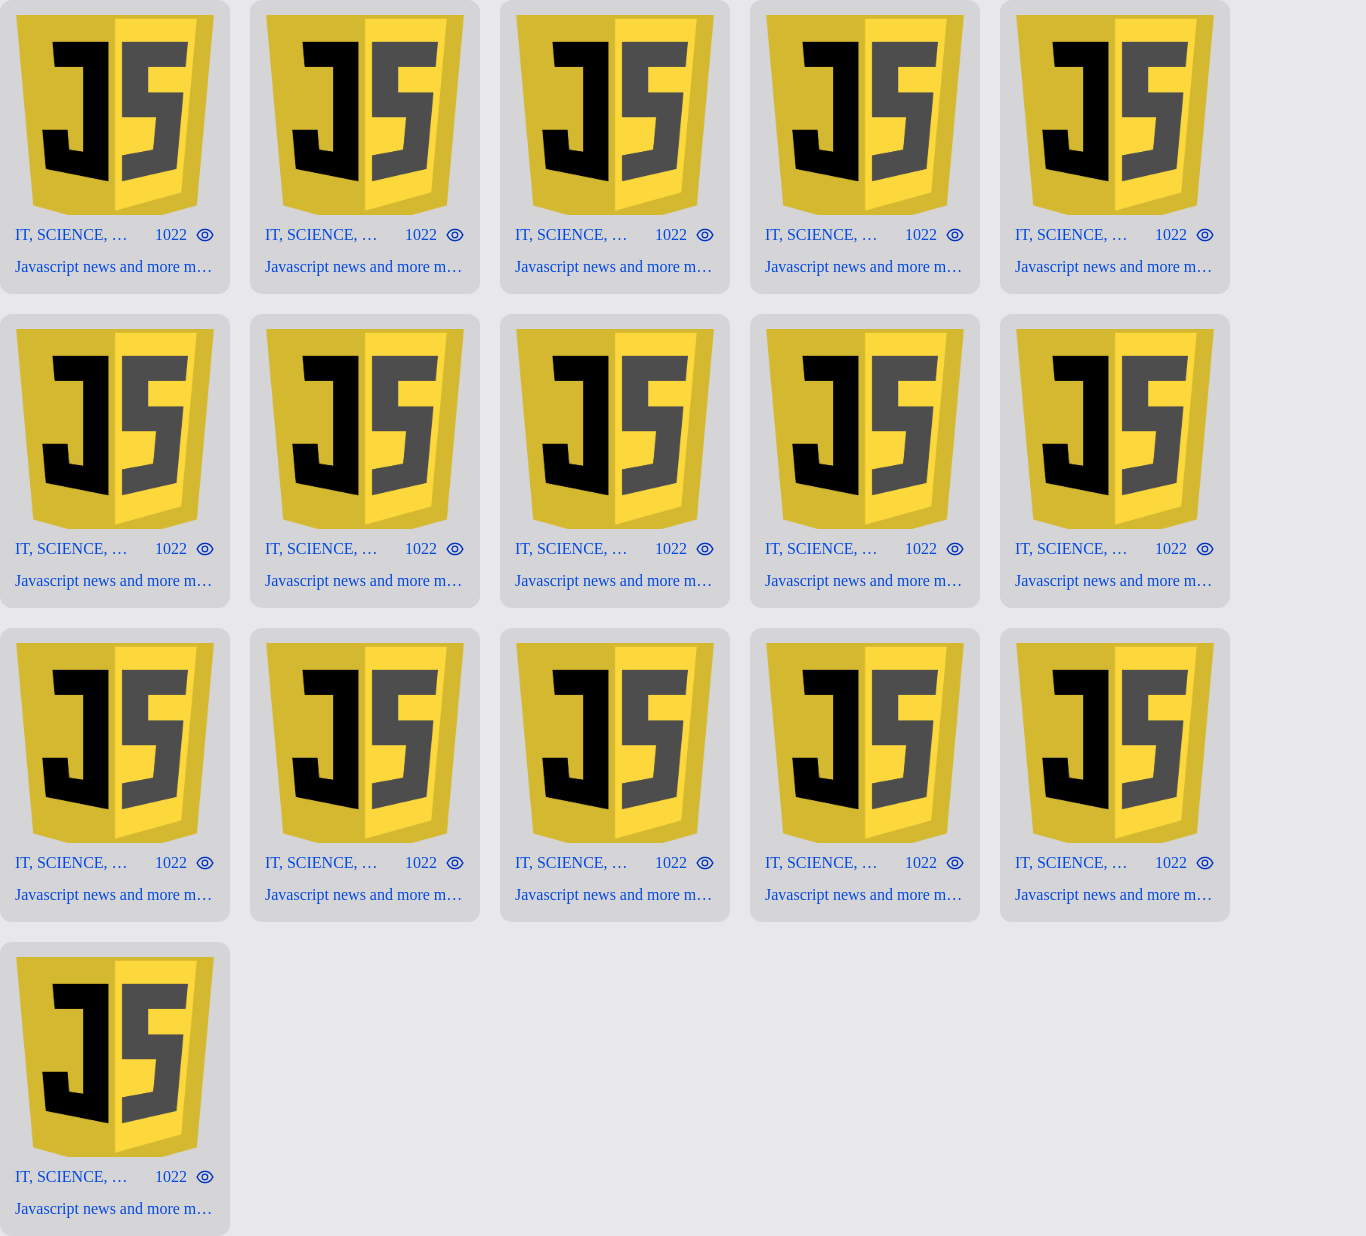 JS JS JS JS JS
IT, SCIENCE, … 1022 IT, SCIENCE, … 1022 IT, SCIENCE, … 1022 IT, SCIENCE, … 1022 IT, SCIENCE, … 1022
Javascript news and more m… Javascript news and more m… Javascript news and more m… Javascript news and more m… Javascript news and more m…
JS JS JS JS JS
IT, SCIENCE, … 1022 IT, SCIENCE, … 1022 IT, SCIENCE, … 1022 IT, SCIENCE, … 1022 IT, SCIENCE, … 1022
Javascript news and more m… Javascript news and more m… Javascript news and more m… Javascript news and more m… Javascript news and more m…
JS JS JS JS JS
IT, SCIENCE, … 1022 IT, SCIENCE, … 1022 IT, SCIENCE, … 1022 IT, SCIENCE, … 1022 IT, SCIENCE, … 1022
Javascript news and more m… Javascript news and more m… Javascript news and more m… Javascript news and more m… Javascript news and more m…
JS
IT, SCIENCE, … 1022
Javascript news and more m…